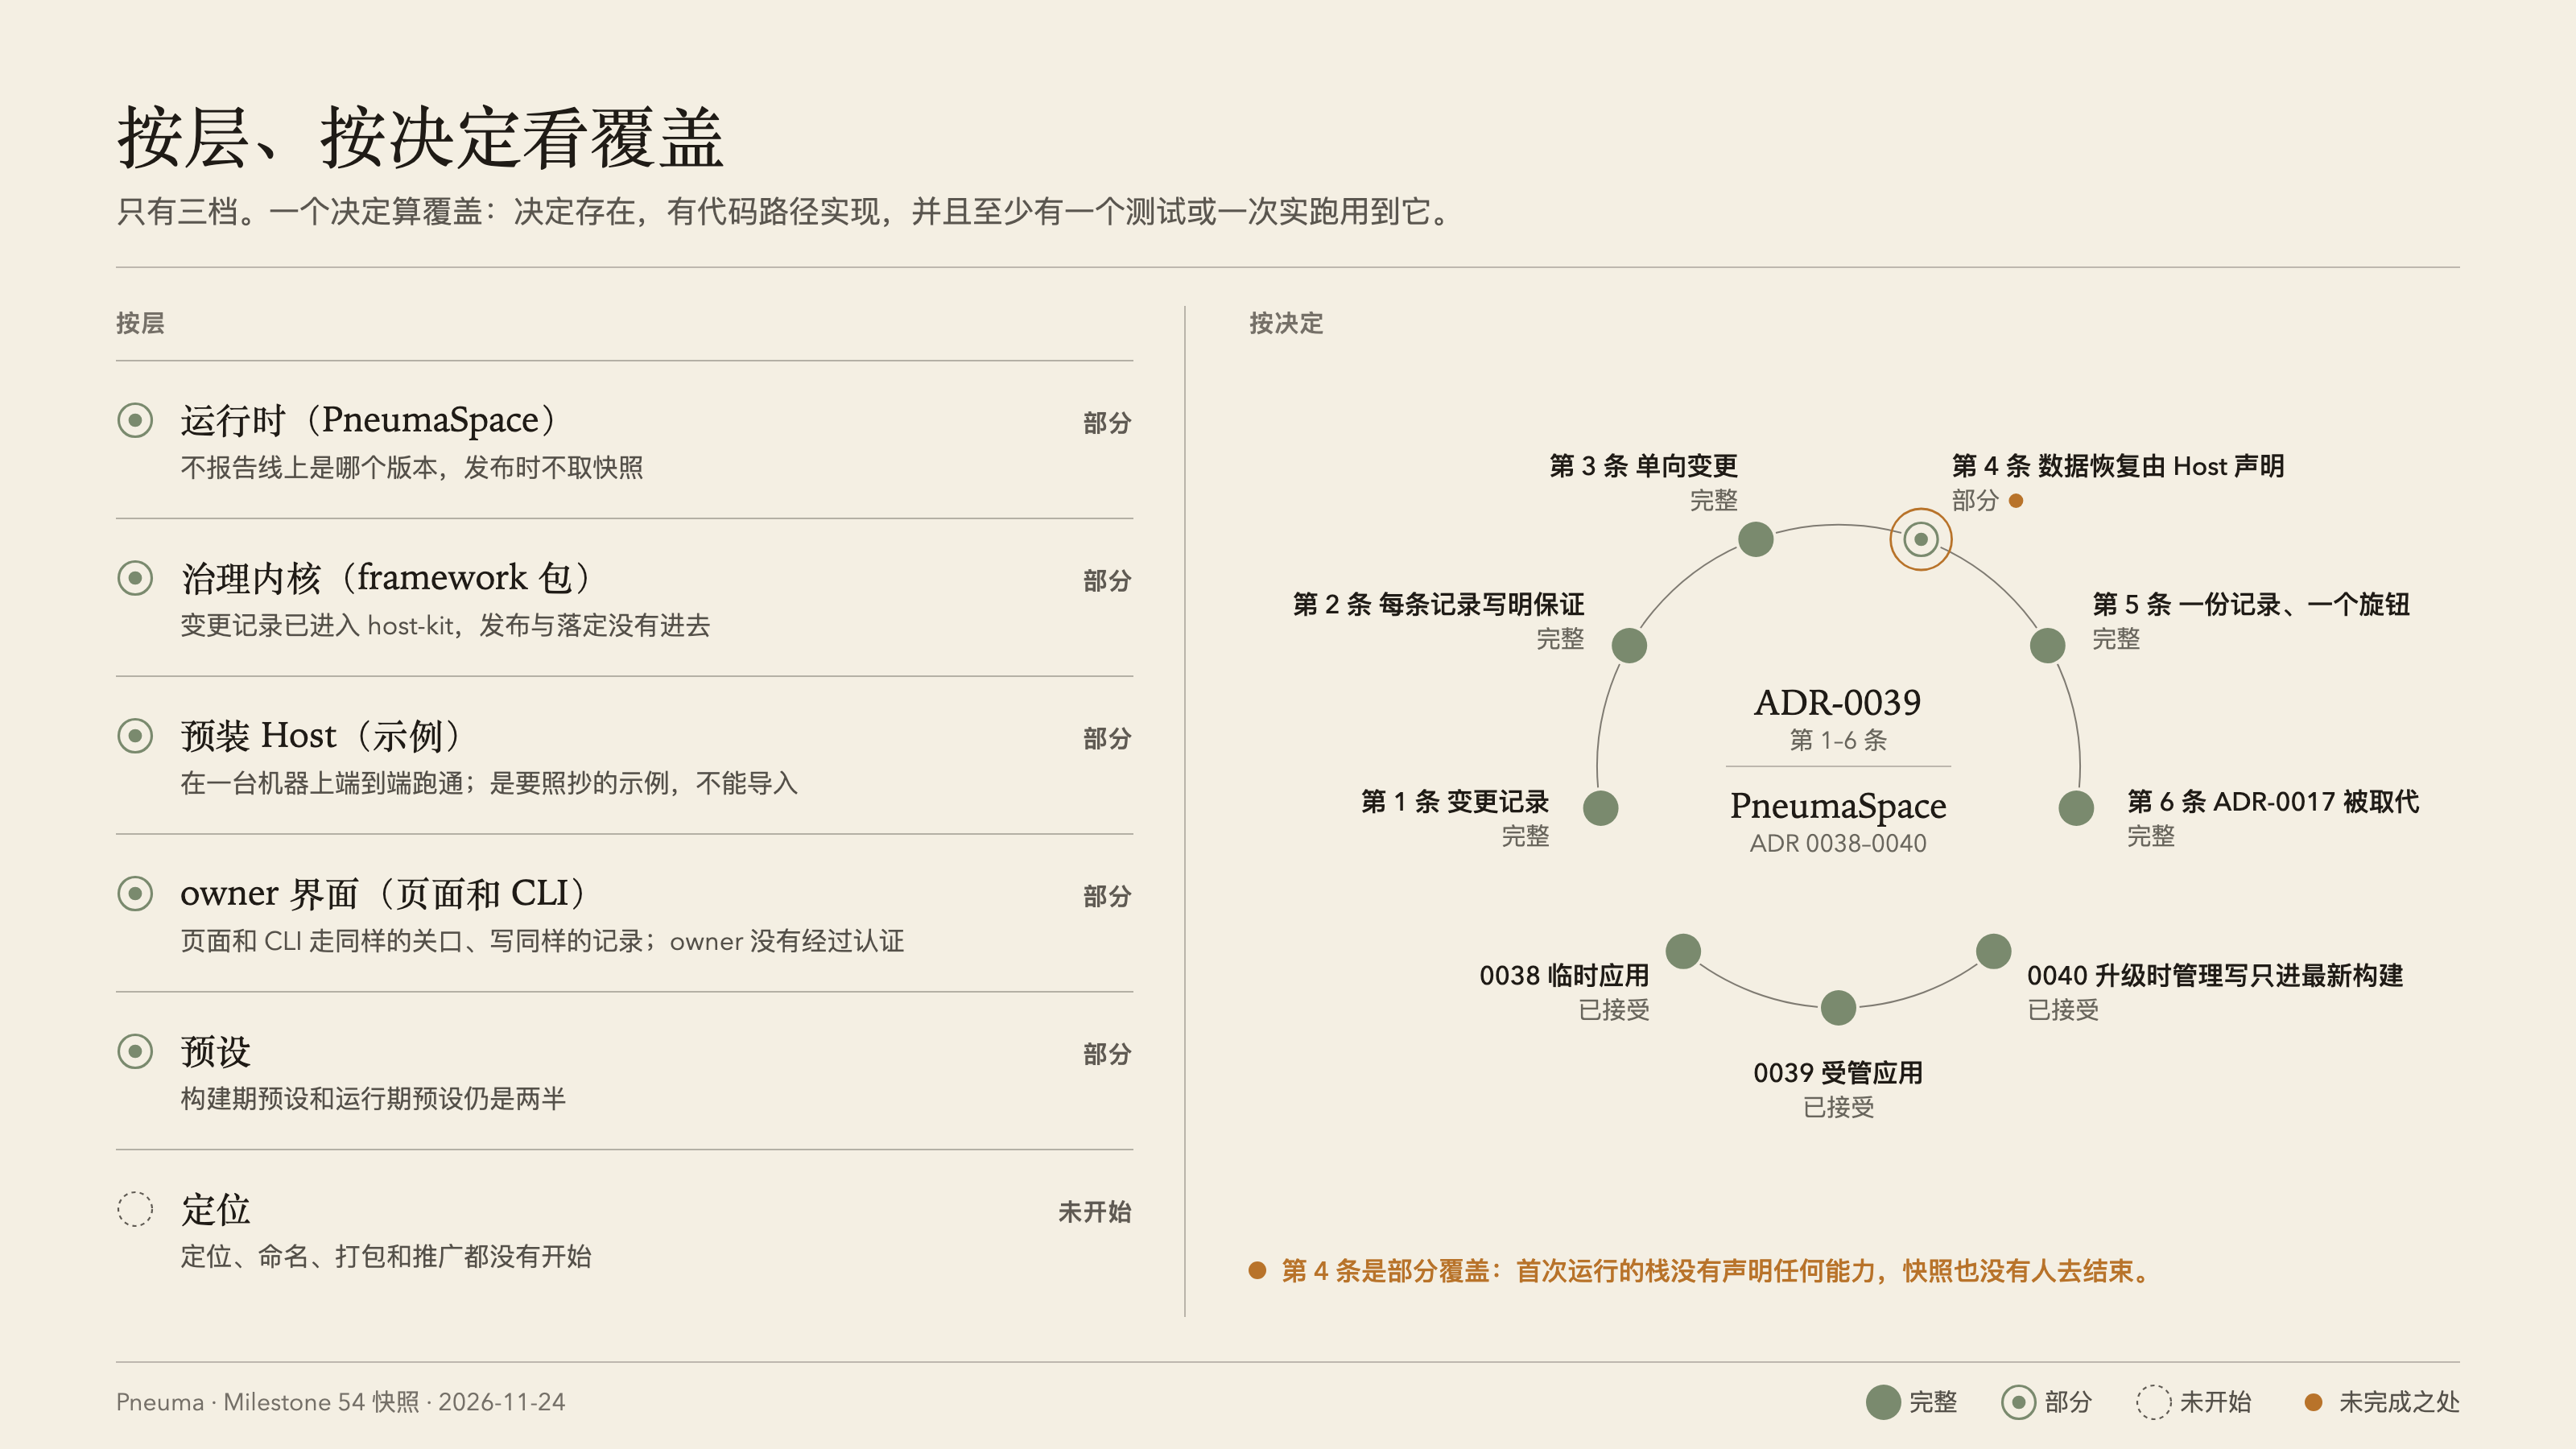 按层、按决定看覆盖
只有三档。一个决定算覆盖：决定存在，有代码路径实现，并且至少有一个测试或一次实跑用到它。
按层
运行时（PneumaSpace）
部分
不报告线上是哪个版本，发布时不取快照
治理内核（framework 包）
部分
变更记录已进入 host-kit，发布与落定没有进去
预装 Host（示例）
部分
在一台机器上端到端跑通；是要照抄的示例，不能导入
owner 界面（页面和 CLI）
部分
页面和 CLI 走同样的关口、写同样的记录；owner 没有经过认证
预设
部分
构建期预设和运行期预设仍是两半
定位
未开始
定位、命名、打包和推广都没有开始
按决定
第 3 条 单向变更
完整
第 4 条 数据恢复由 Host 声明
部分
第 2 条 每条记录写明保证
完整
第 5 条 一份记录、一个旋钮
完整
ADR-0039
第 1–6 条
第 1 条 变更记录
完整
PneumaSpace
ADR 0038–0040
第 6 条 ADR-0017 被取代
完整
0038 临时应用
已接受
0040 升级时管理写只进最新构建
已接受
0039 受管应用
已接受
第 4 条是部分覆盖：首次运行的栈没有声明任何能力，快照也没有人去结束。
Pneuma · Milestone 54 快照 · 2026-11-24
完整
部分
未开始
未完成之处